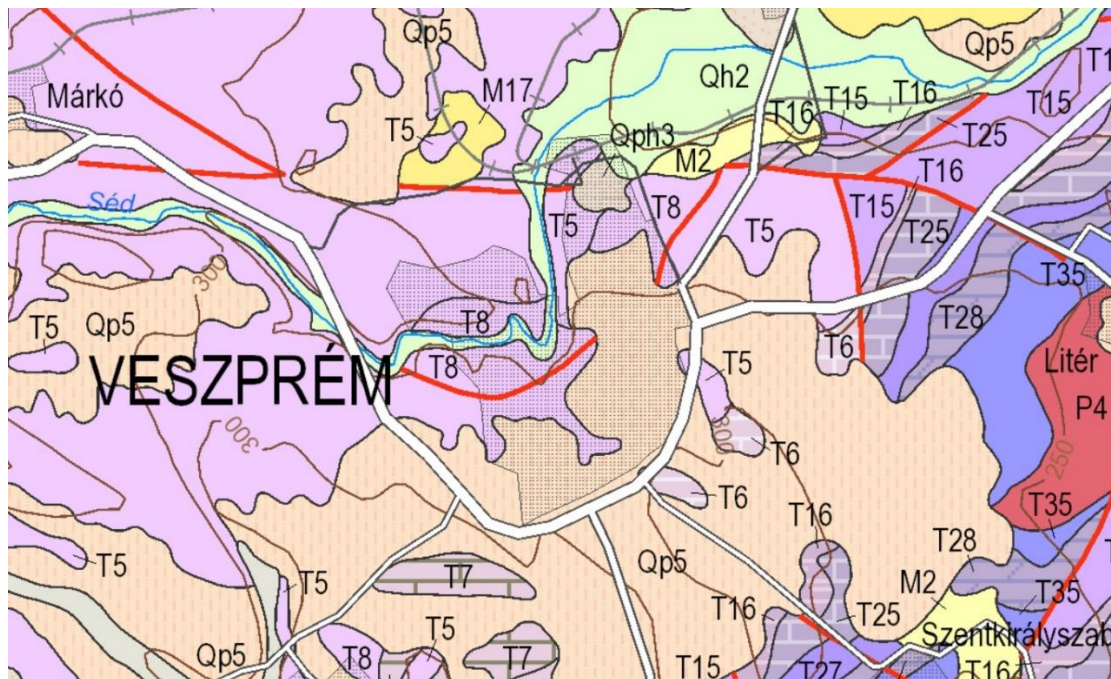 Qp5
Qp5
T1
Márkó
M17
Qh2
T5
T16
T15
T16
T15
Qph3
M2
T25
T16
Séd
T5
T8
T5
T15
T25
300
T35
T5
Qp5
T8
T28
T8
T6
Litér
VESZPRÉM
T5
P4
300
300
T6
250
T6
T16
T35
T5
T5
Qp5
T28
T7
M2
T16
T25
T35
Qp5
T5
T7
Szentkirályszab
T8
T15
T27
T16